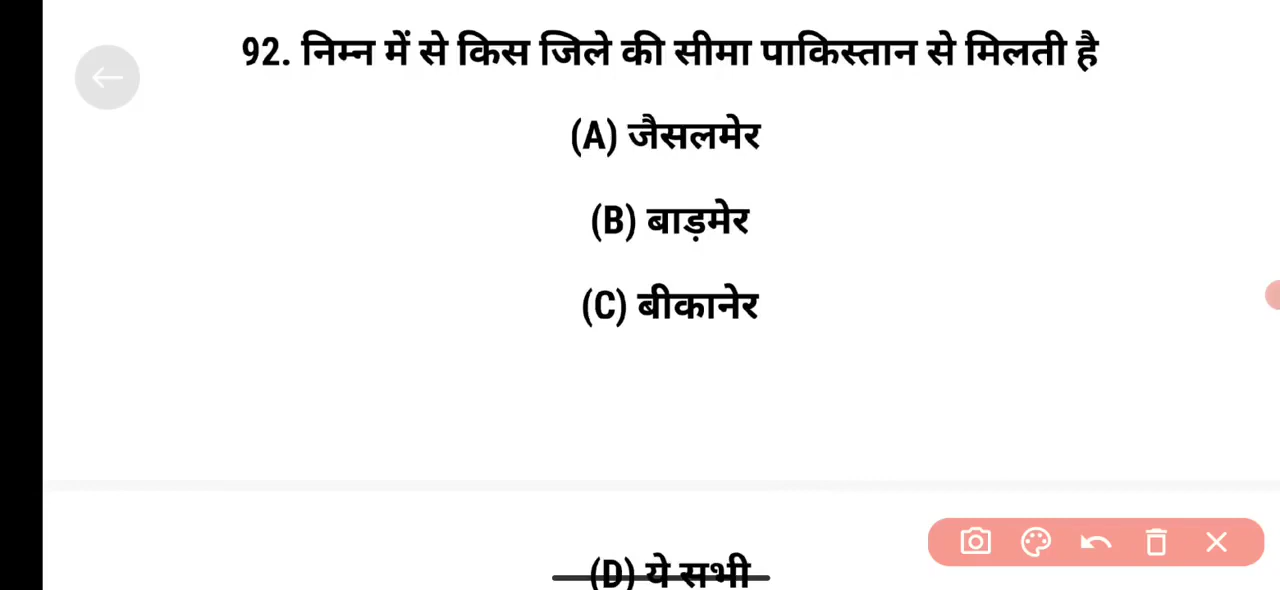 92. निम्न में से किस जिले की सीमा पाकिस्तान से मिलती है
(A) जैसलमेर
(B) बाड़मेर
(C) बीकानेर
(D) ये सभी